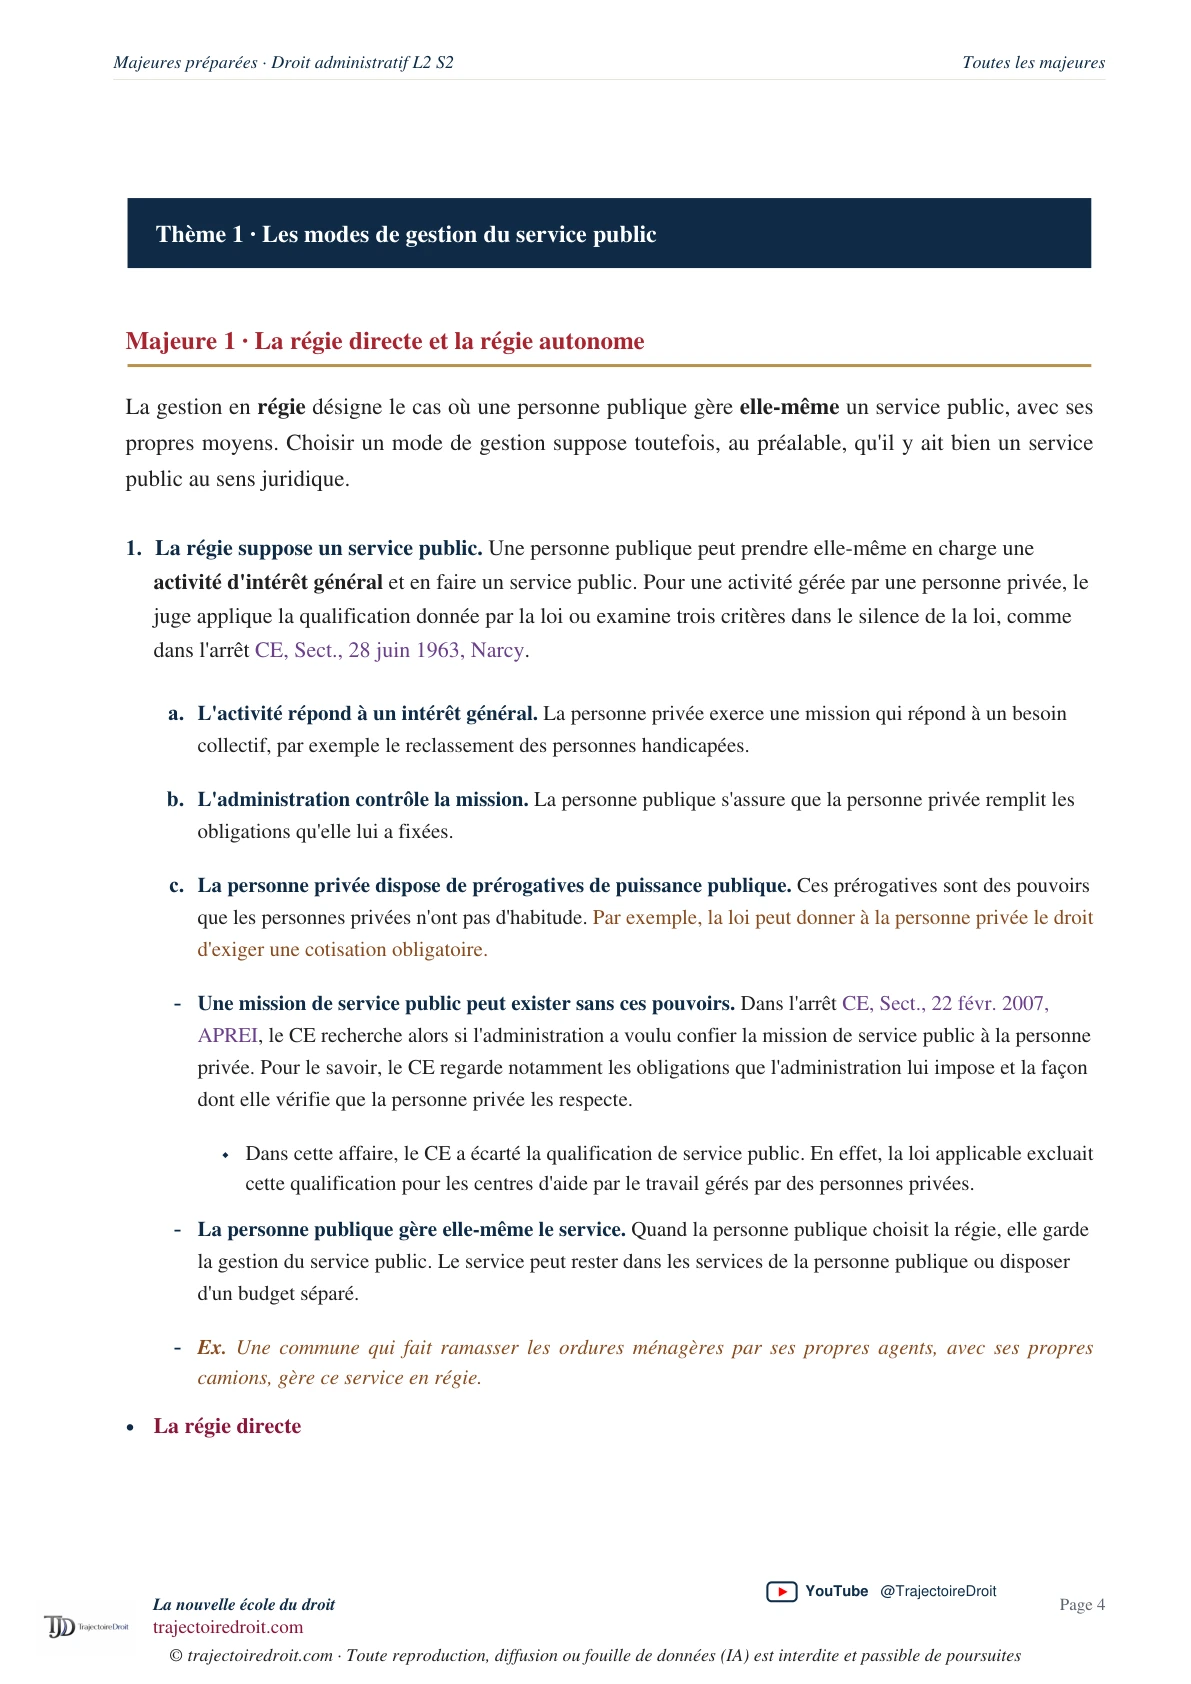 Majeures préparées · Droit administratif L2 S2
Toutes les majeures
Thème 1 · Les modes de gestion du service public
Majeure 1 · La régie directe et la régie autonome
La gestion en régie désigne le cas où une personne publique gère elle-même un service public, avec ses
propres moyens. Choisir un mode de gestion suppose toutefois, au préalable, qu'il y ait bien un service
public au sens juridique.
1. La régie suppose un service public. Une personne publique peut prendre elle-même en charge une
activité d'intérêt général et en faire un service public. Pour une activité gérée par une personne privée, le
juge applique la qualification donnée par la loi ou examine trois critères dans le silence de la loi, comme
dans l'arrêt CE, Sect., 28 juin 1963, Narcy.
a. L'activité répond à un intérêt général. La personne privée exerce une mission qui répond à un besoin
collectif, par exemple le reclassement des personnes handicapées.
b. L'administration contrôle la mission. La personne publique s'assure que la personne privée remplit les
obligations qu'elle lui a fixées.
c. La personne privée dispose de prérogatives de puissance publique. Ces prérogatives sont des pouvoirs
que les personnes privées n'ont pas d'habitude. Par exemple, la loi peut donner à la personne privée le droit
d'exiger une cotisation obligatoire.
- Une mission de service public peut exister sans ces pouvoirs. Dans l'arrêt CE, Sect., 22 févr. 2007,
APREI, le CE recherche alors si l'administration a voulu confier la mission de service public à la personne
privée. Pour le savoir, le CE regarde notamment les obligations que l'administration lui impose et la façon
dont elle vérifie que la personne privée les respecte.
• Dans cette affaire, le CE a écarté la qualification de service public. En effet, la loi applicable excluait
cette qualification pour les centres d'aide par le travail gérés par des personnes privées.
- La personne publique gère elle-même le service. Quand la personne publique choisit la régie, elle garde
la gestion du service public. Le service peut rester dans les services de la personne publique ou disposer
d'un budget séparé.
- Ex. Une commune qui fait ramasser les ordures ménagères par ses propres agents, avec ses propres
camions, gère ce service en régie.
• La régie directe
YouTube @TrajectoireDroit
La nouvelle école du droit
Page 4
TJD TrajectoireDroit
trajectoiredroit.com
© trajectoiredroit.com · Toute reproduction, diffusion ou fouille de données (IA) est interdite et passible de poursuites